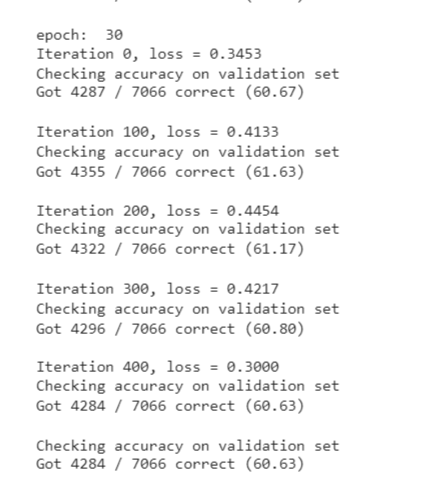 epoch:  30
Iteration 0, loss = 0.3453
Checking accuracy on validation set
Got 4287 / 7066 correct (60.67)
Iteration 100, loss = 0.4133
Checking accuracy on validation set
Got 4355 / 7066 correct (61.63)
Iteration 200, loss = 0.4454
Checking accuracy on validation set
Got 4322 / 7066 correct (61.17)
Iteration 300, loss = 0.4217
Checking accuracy on validation set
Got 4296 / 7066 correct (60.80)
Iteration 400, loss = 0.3000
Checking accuracy on validation set
Got 4284 / 7066 correct (60.63)
Checking accuracy on validation set
Got 4284 / 7066 correct (60.63)